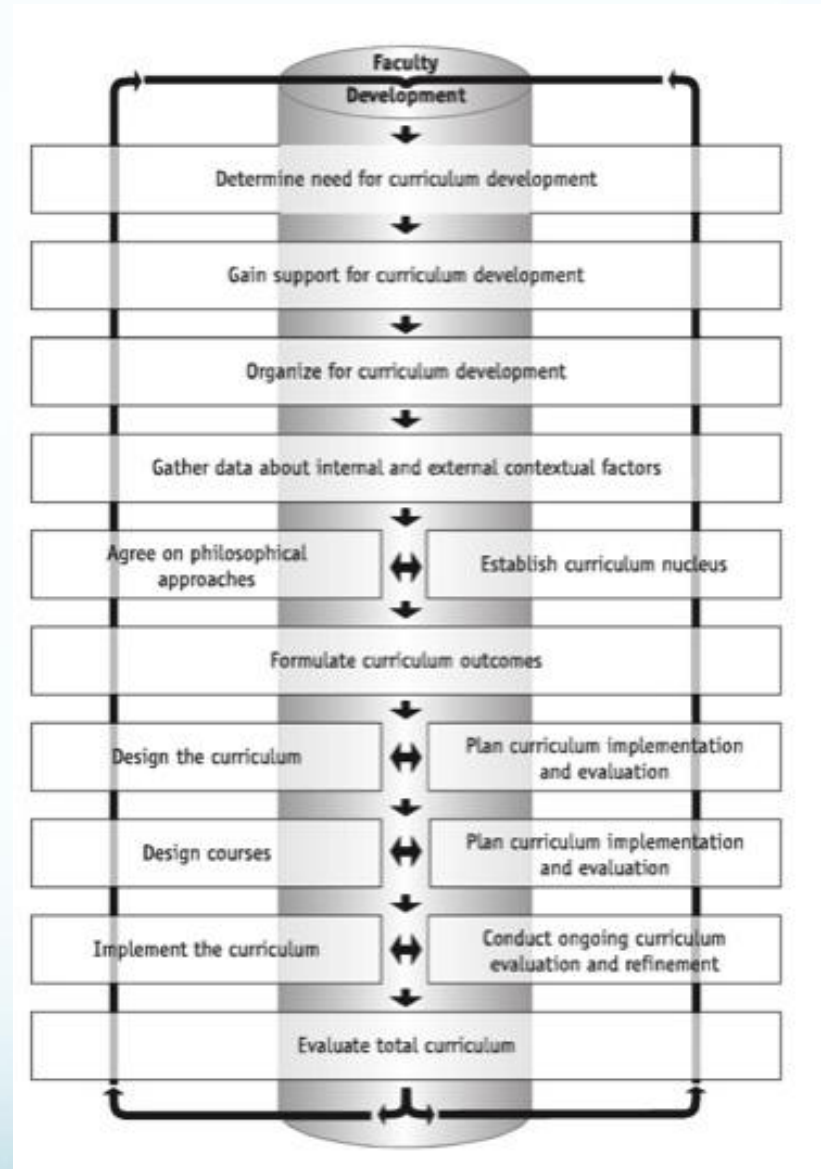 Faculty
Development
Determine need for curriculum development
Gain support for curriculum development
Organize for curriculum development
Gather data about internal and external contextual factors
Agree on philosophical
approaches
Establish curriculum nucleus
Formulate curriculum outcomes
Design the curriculum
Plan curriculum implementation
and evaluation
Design courses
Plan curriculum implementation
and evaluation
Implement the curriculum
Conduct ongoing curriculum
evaluation and refinement
Evaluate total curriculum